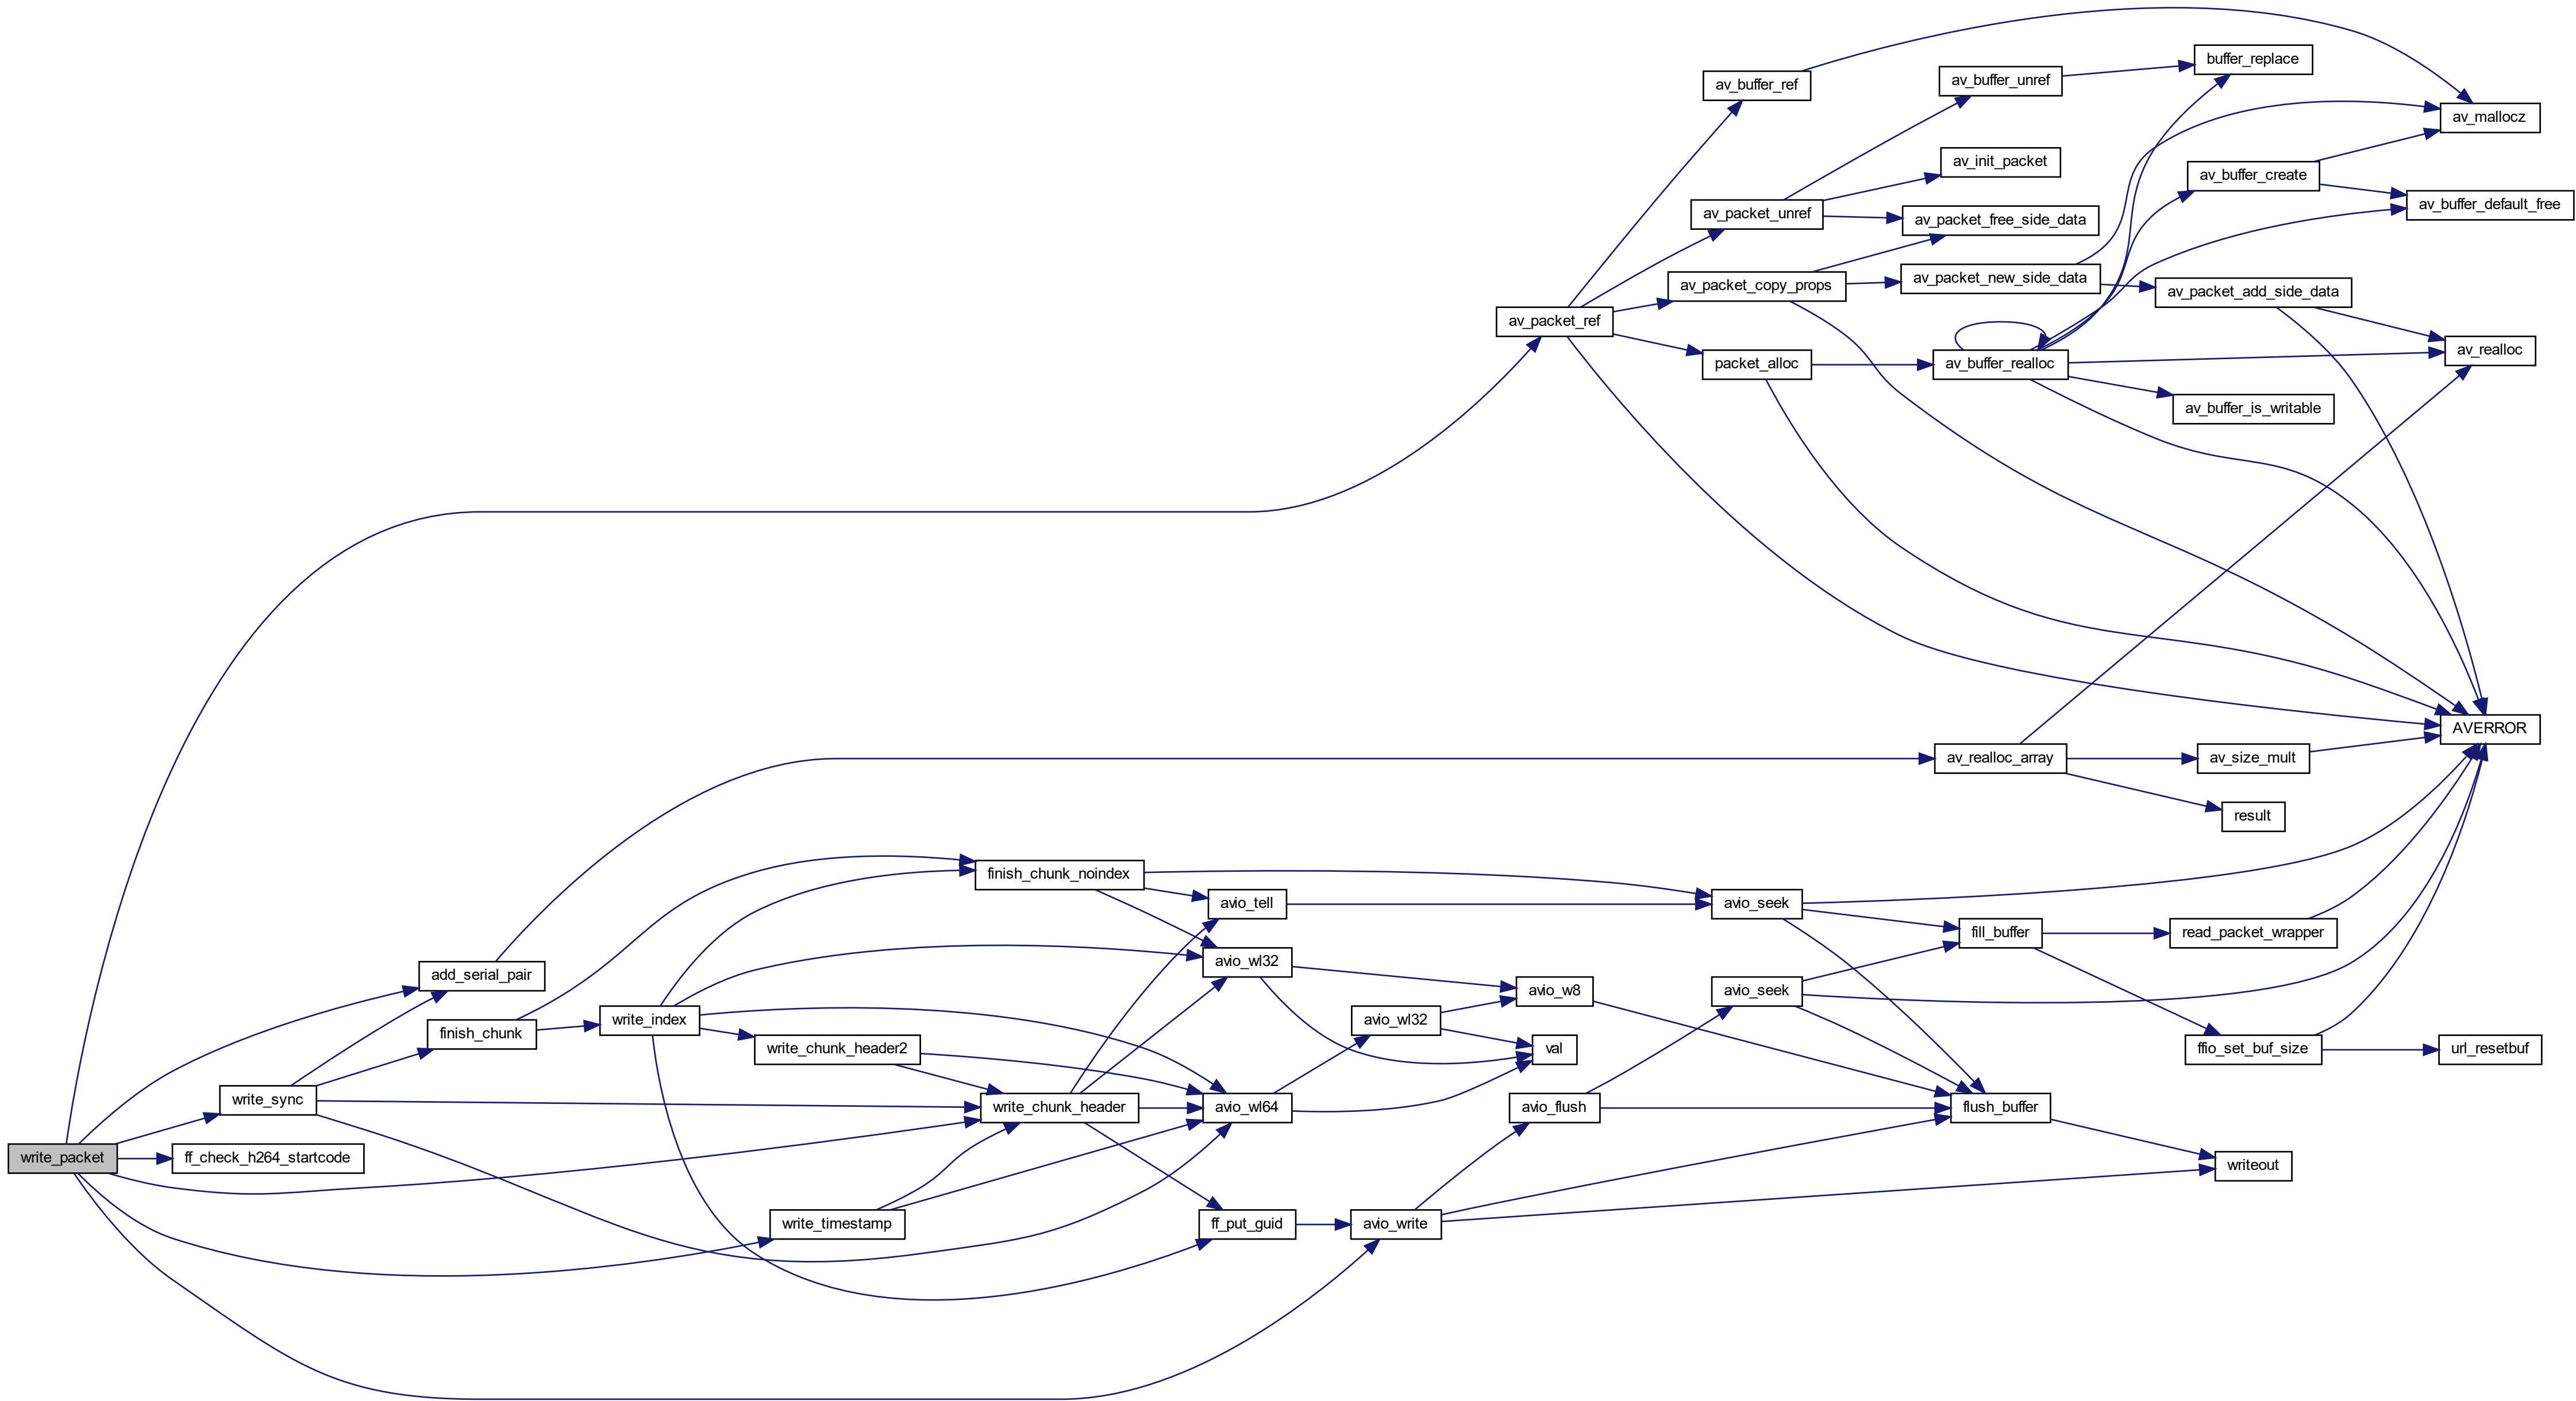 buffer_replace
av_buffer_unref
av_buffer_ref
av_mallocz
av_init_packet
av_buffer_create
av_buffer_default_free
av_packet_unref
av_packet_free_side_data
av_packet_new_side_data
av_packet_copy_props
av_packet_add_side_data
av_packet_ref
av_realloc
packet_alloc
av_buffer_realloc
av_buffer_is_writable
AVERROR
av_realloc_array
av_size_mult
result
finish_chunk_noindex
avio_tell
avio_seek
fill_buffer
read_packet_wrapper
avio_wl32
add_serial_pair
avio_w8
avio_seek
write_index
avio_wl32
finish_chunk
write_chunk_header2
val
ffio_set_buf_size
url_resetbuf
write_sync
write_chunk_header
avio_wl64
avio_flush
flush_buffer
write_packet
ff_check_h264_startcode
writeout
write_timestamp
ff_put_guid
avio_write